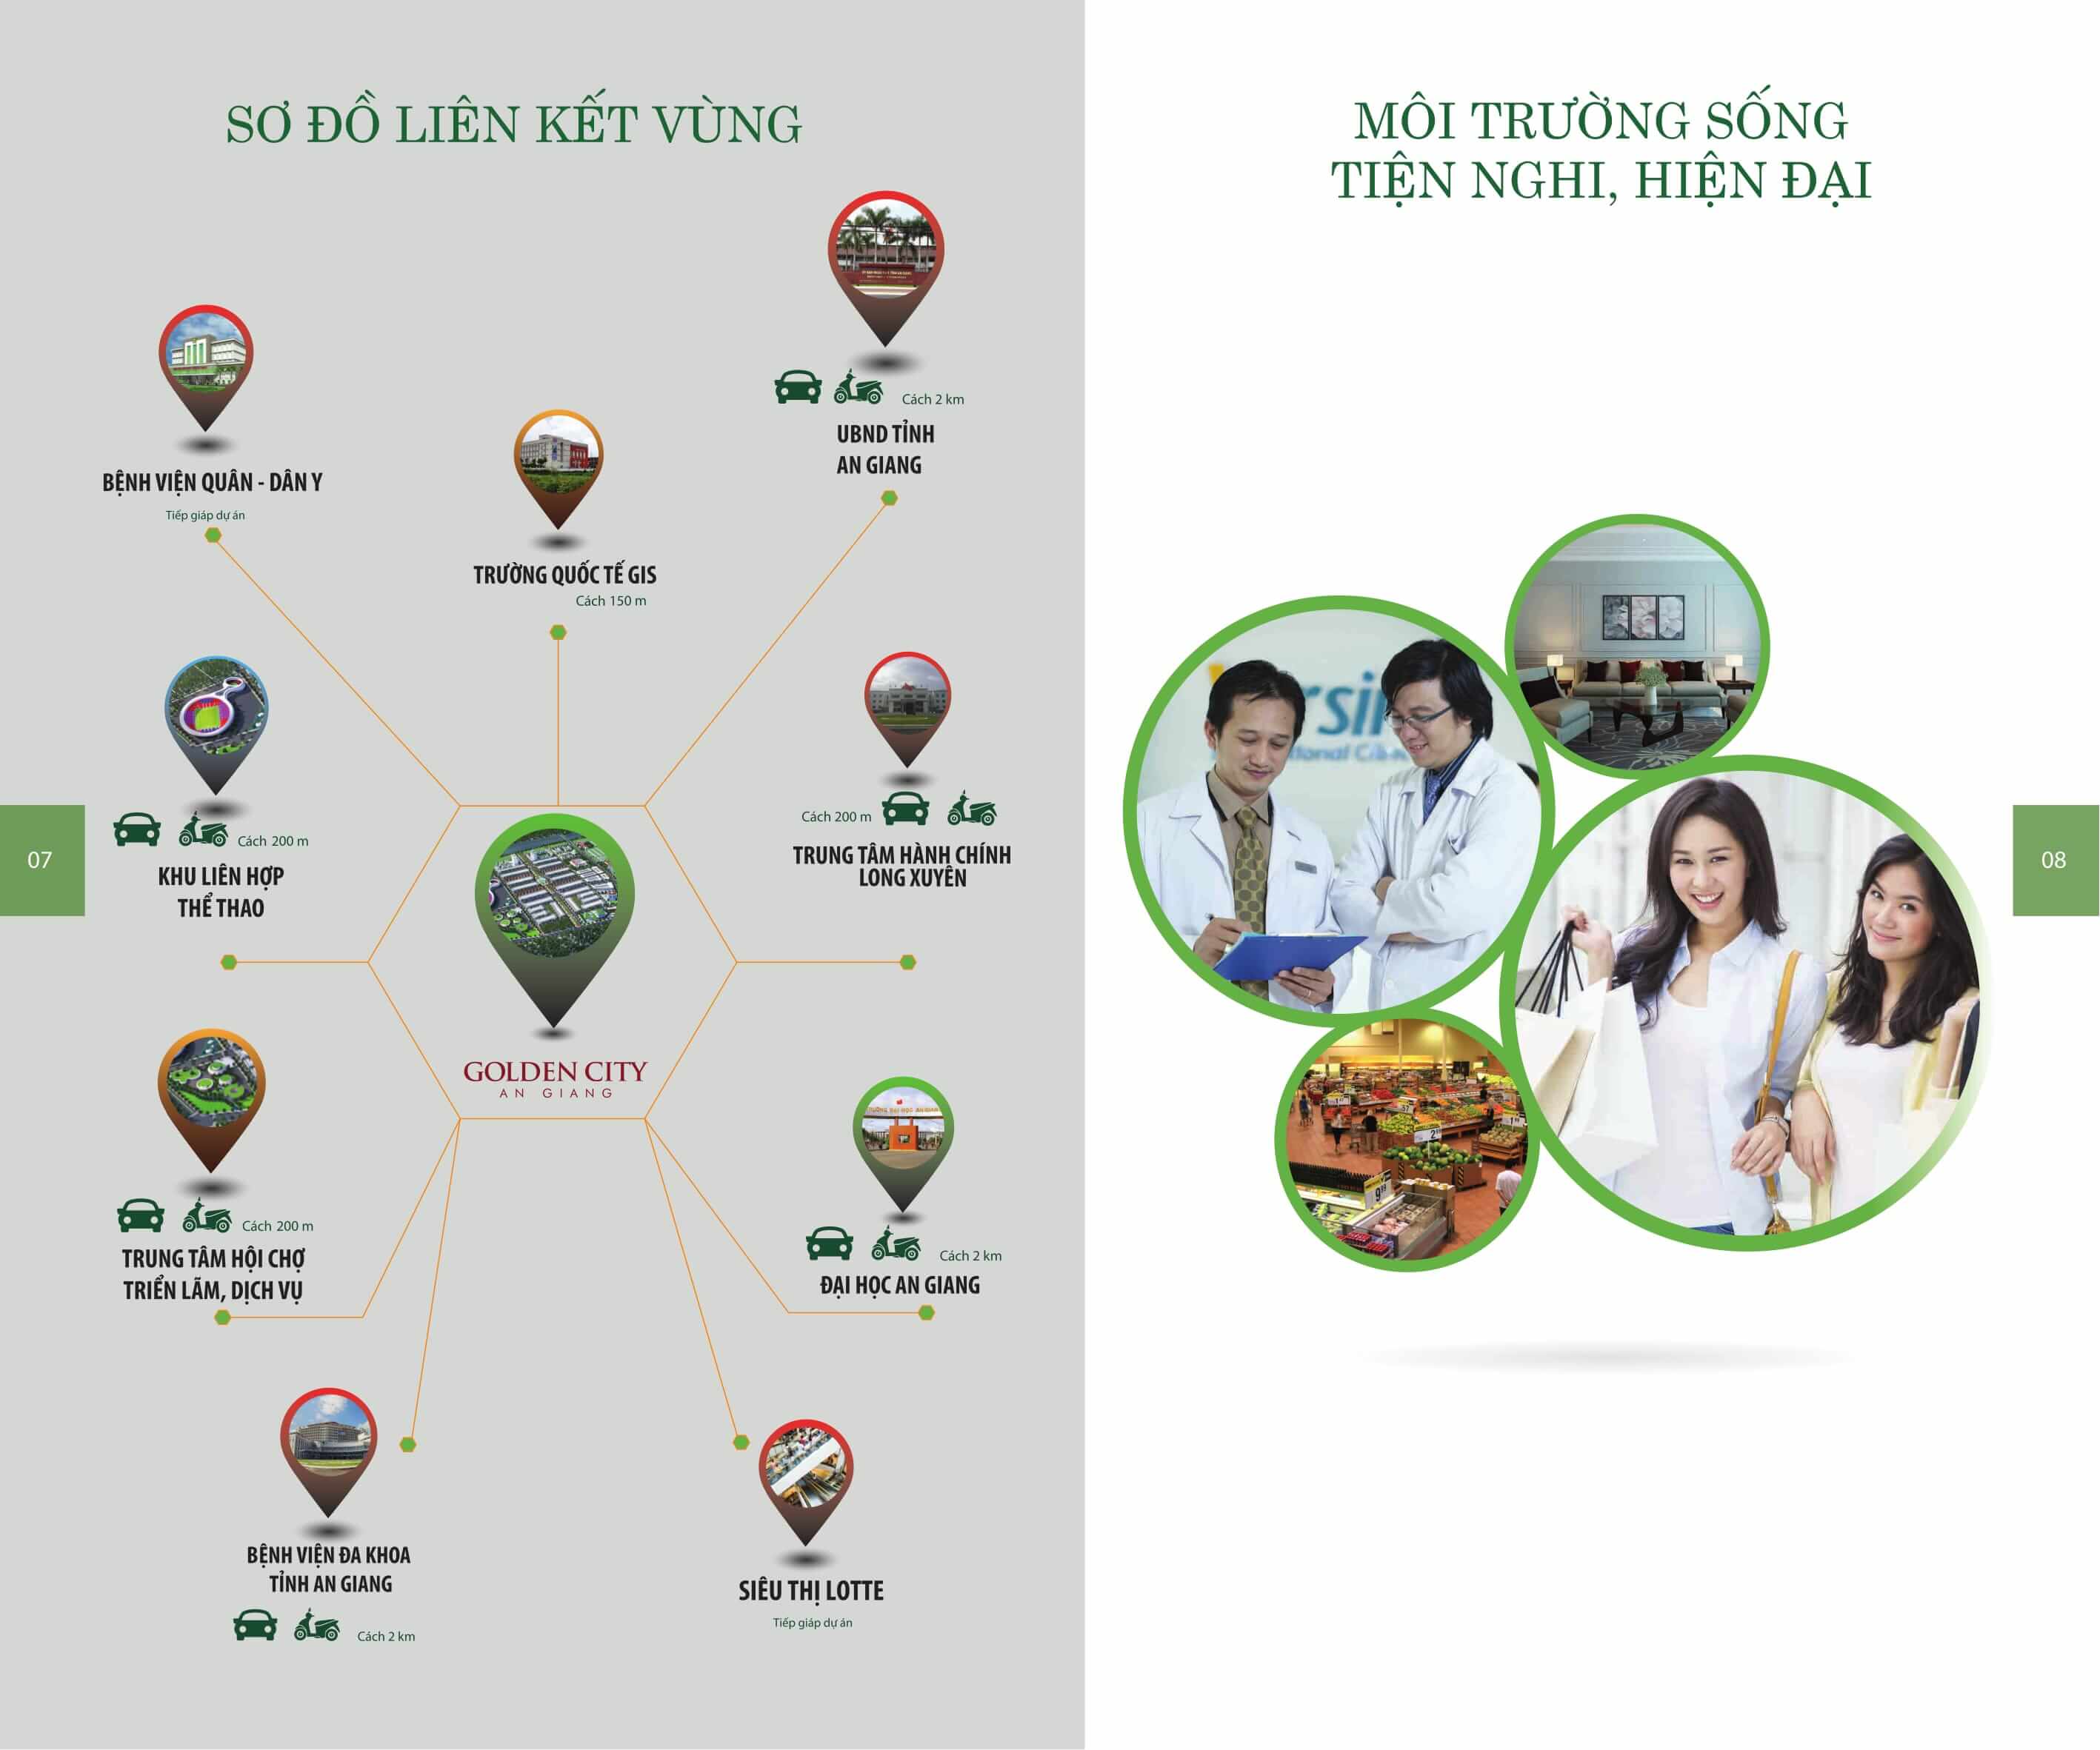 SƠ ĐỒ LIÊN KẾT VÙNG
BỆNH VIỆN QUÂN - DÂN Y
Tiếp giáp dự án
TRƯỜNG QUỐC TẾ GIS
Cách 150 m
Cách 2 km
UBND TỈNH
AN GIANG
Cách 200 m
KHU LIÊN HỢP
THỂ THAO
Cách 200 m
TRUNG TÂM HÀNH CHÍNH
LONG XUYÊN
GOLDEN CITY
AN GIANG
Cách 200 m
TRUNG TÂM HỘI CHỢ
TRIỂN LÃM, DỊCH VỤ
Cách 2 km
ĐẠI HỌC AN GIANG
BỆNH VIỆN ĐA KHOA
TỈNH AN GIANG
Cách 2 km
SIÊU THỊ LOTTE
Tiếp giáp dự án
07
MÔI TRƯỜNG SỐNG
TIỆN NGHI, HIỆN ĐẠI
08